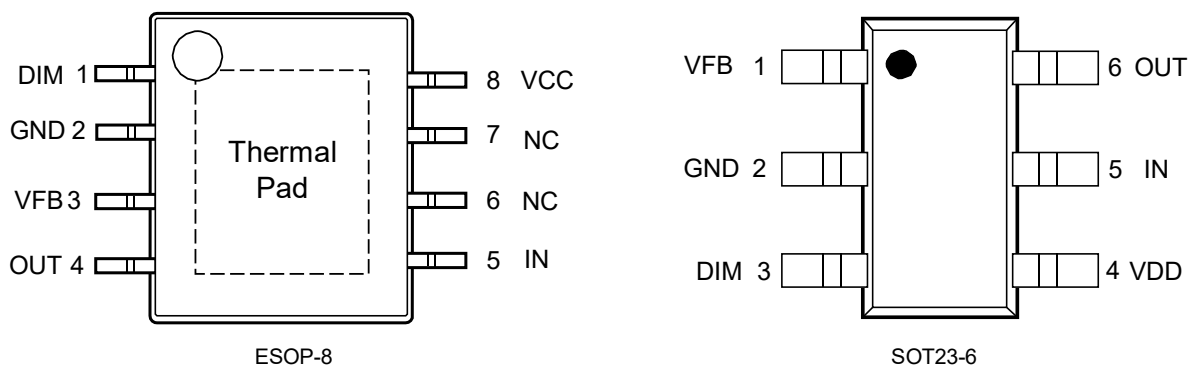 DIM 1
GND 2
VFB 3
OUT 4
Thermal
Pad
8 VCC
7 NC
6 NC
5 IN
ESOP-8
VFB 1
GND 2
DIM 3
6 OUT
5 IN
4 VDD
SOT23-6